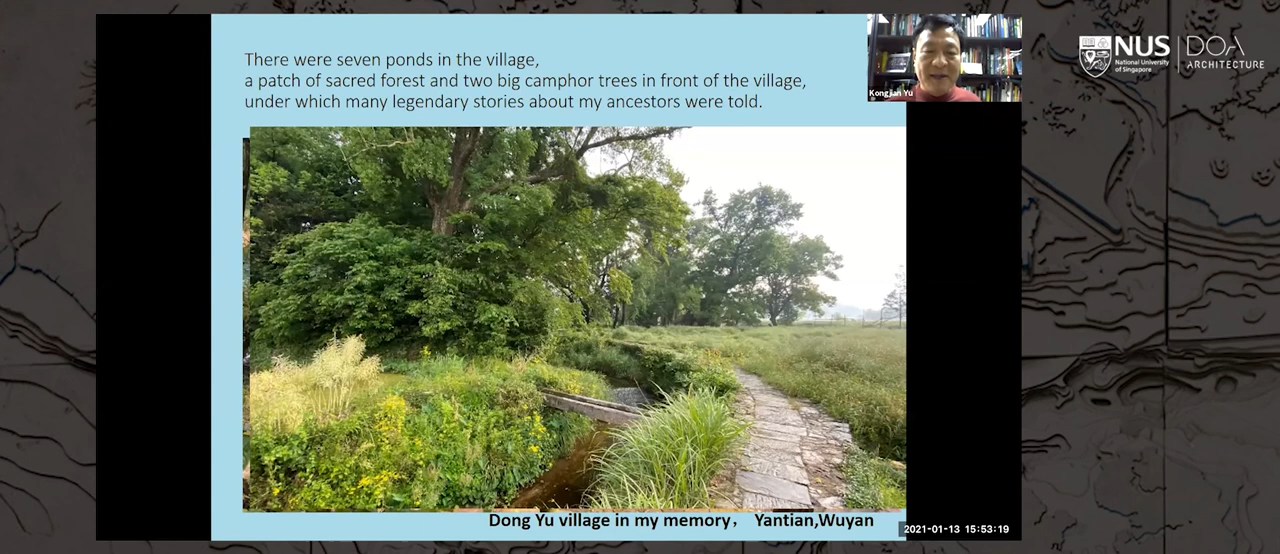 There were seven ponds in the village,
a patch of sacred forest and two big camphor trees in front of the village,
under which many legendary stories about my ancestors were told.
Kongjian Yu
NUS
National University
of Singapore
DOA
ARCHITECTURE
Dong Yu village in my memory， Yantian,Wuyan
2021-01-13 15:53:19